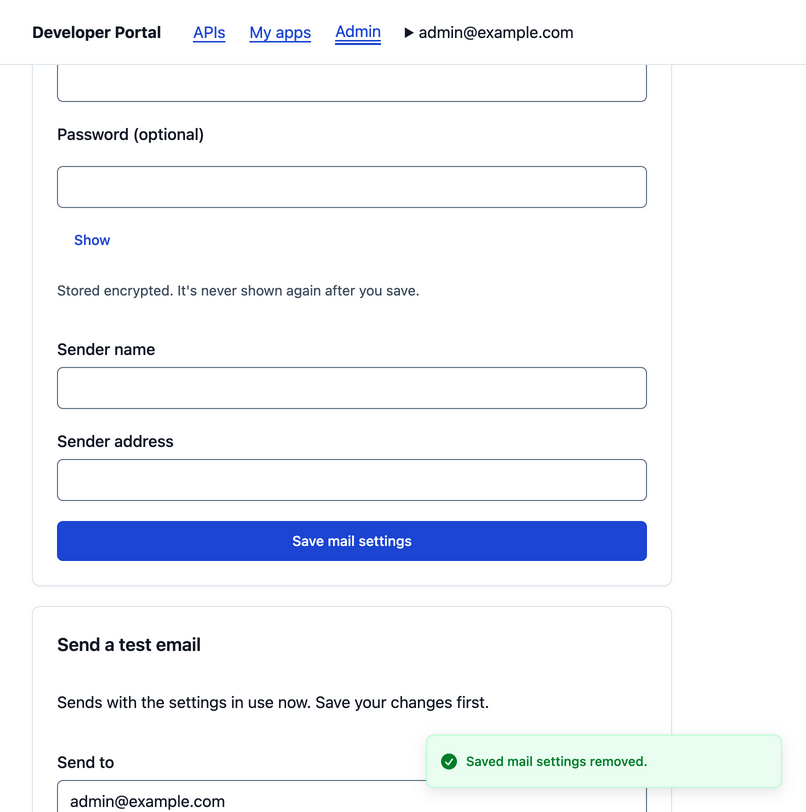 Developer Portal APIs My apps Admin ▶ admin@example.com
Password (optional)
Show
Stored encrypted. It's never shown again after you save.
Sender name
Sender address
Save mail settings
Send a test email
Sends with the settings in use now. Save your changes first.
Send to
admin@example.com
Saved mail settings removed.